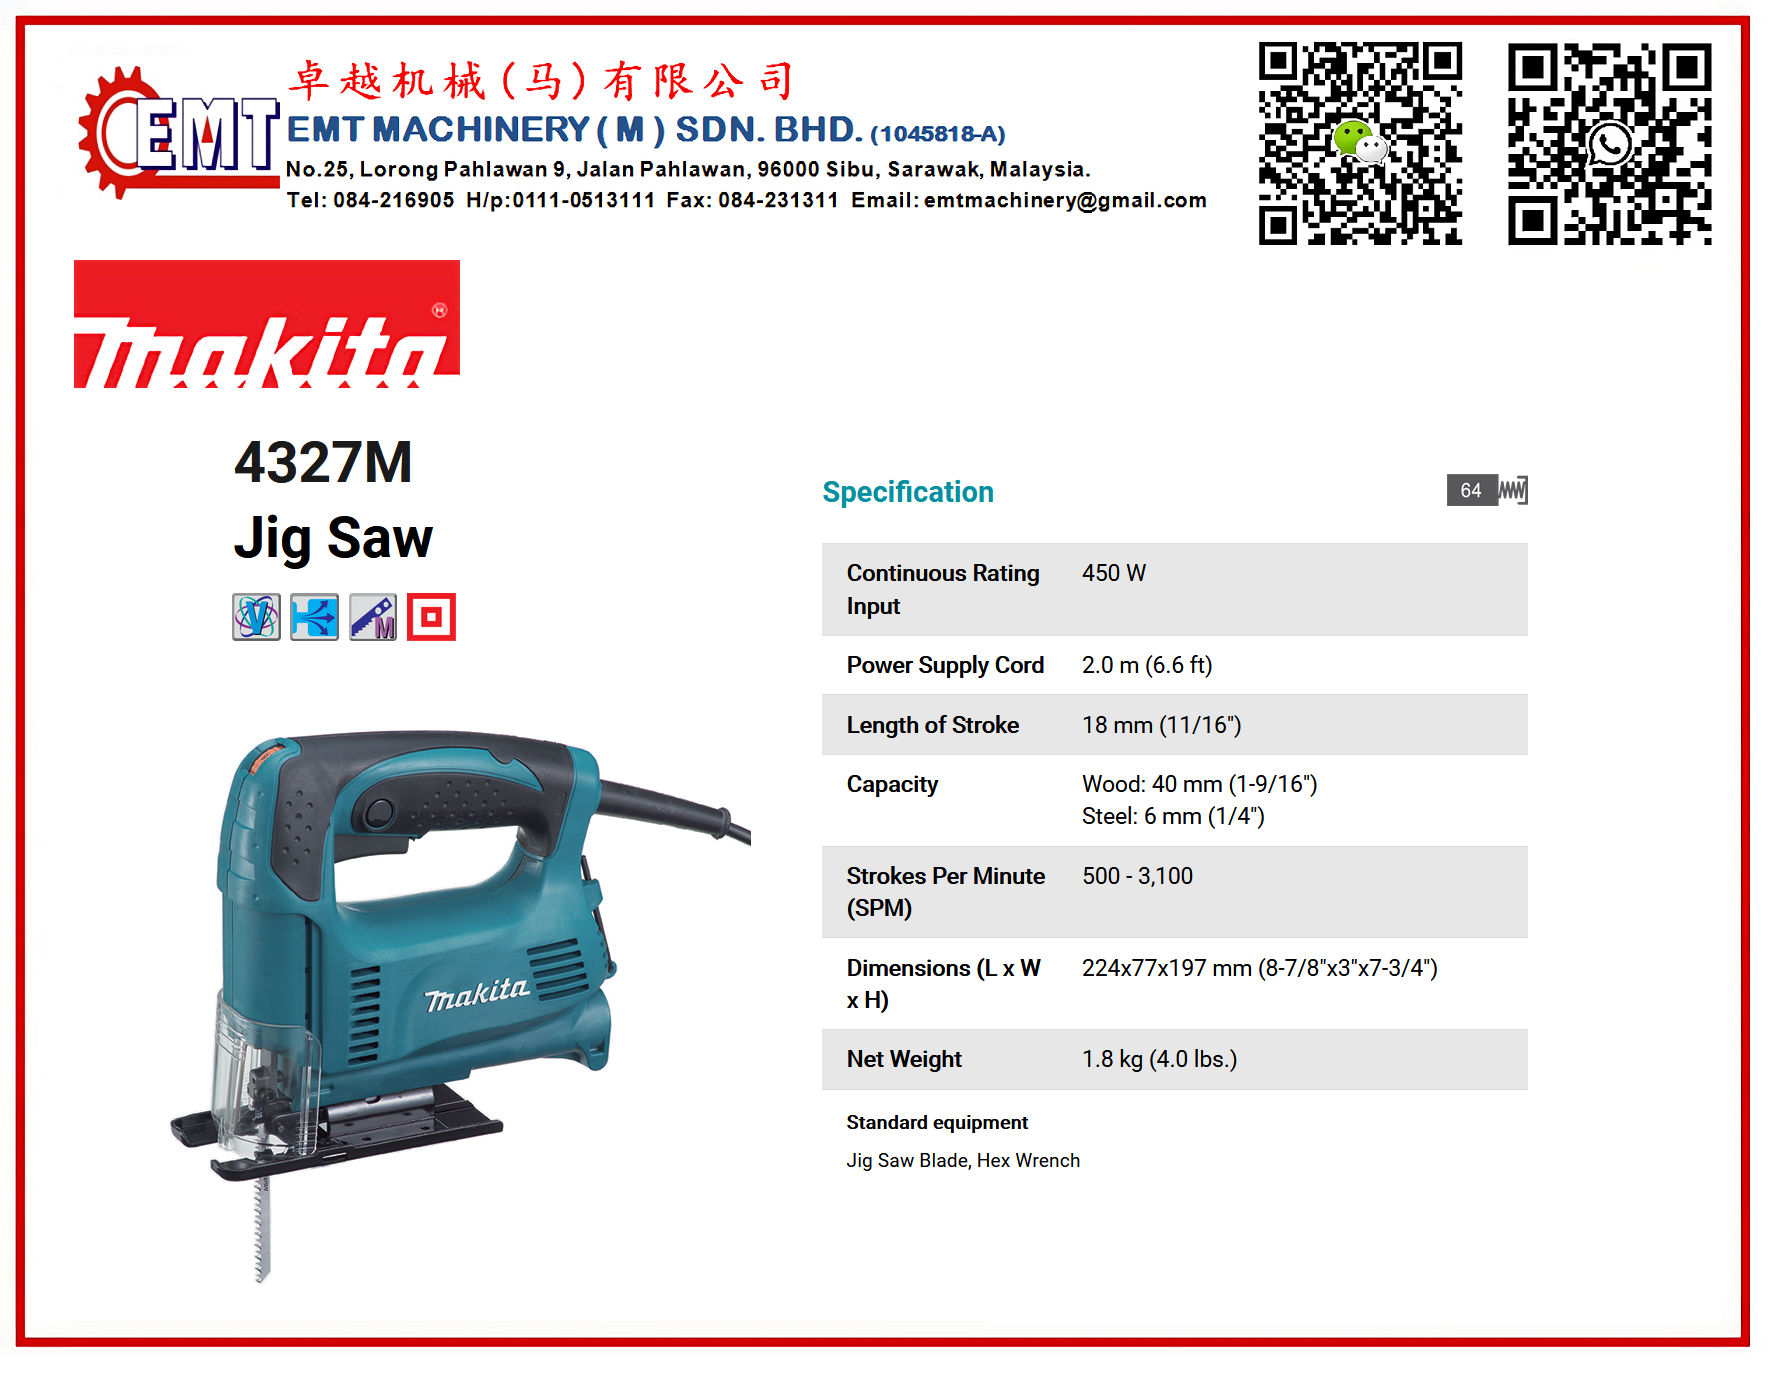 卓越机械(马)有限公司
EMT
EMT MACHINERY ( M ) SDN. BHD. (1045818-A)
No.25, Lorong Pahlawan 9, Jalan Pahlawan, 96000 Sibu, Sarawak, Malaysia.
Tel: 084-216905 H/p:0111-0513111 Fax: 084-231311 Email: emtmachinery@gmail.com
makita
4327M
Jig Saw
V
M
makita
Specification
64
Continuous Rating Input 450 W
Power Supply Cord 2.0 m (6.6 ft)
Length of Stroke 18 mm (11/16")
Capacity Wood: 40 mm (1-9/16")
Steel: 6 mm (1/4")
Strokes Per Minute (SPM) 500 - 3,100
Dimensions (L x W x H) 224x77x197 mm (8-7/8"x3"x7-3/4")
Net Weight 1.8 kg (4.0 lbs.)
Standard equipment
Jig Saw Blade, Hex Wrench